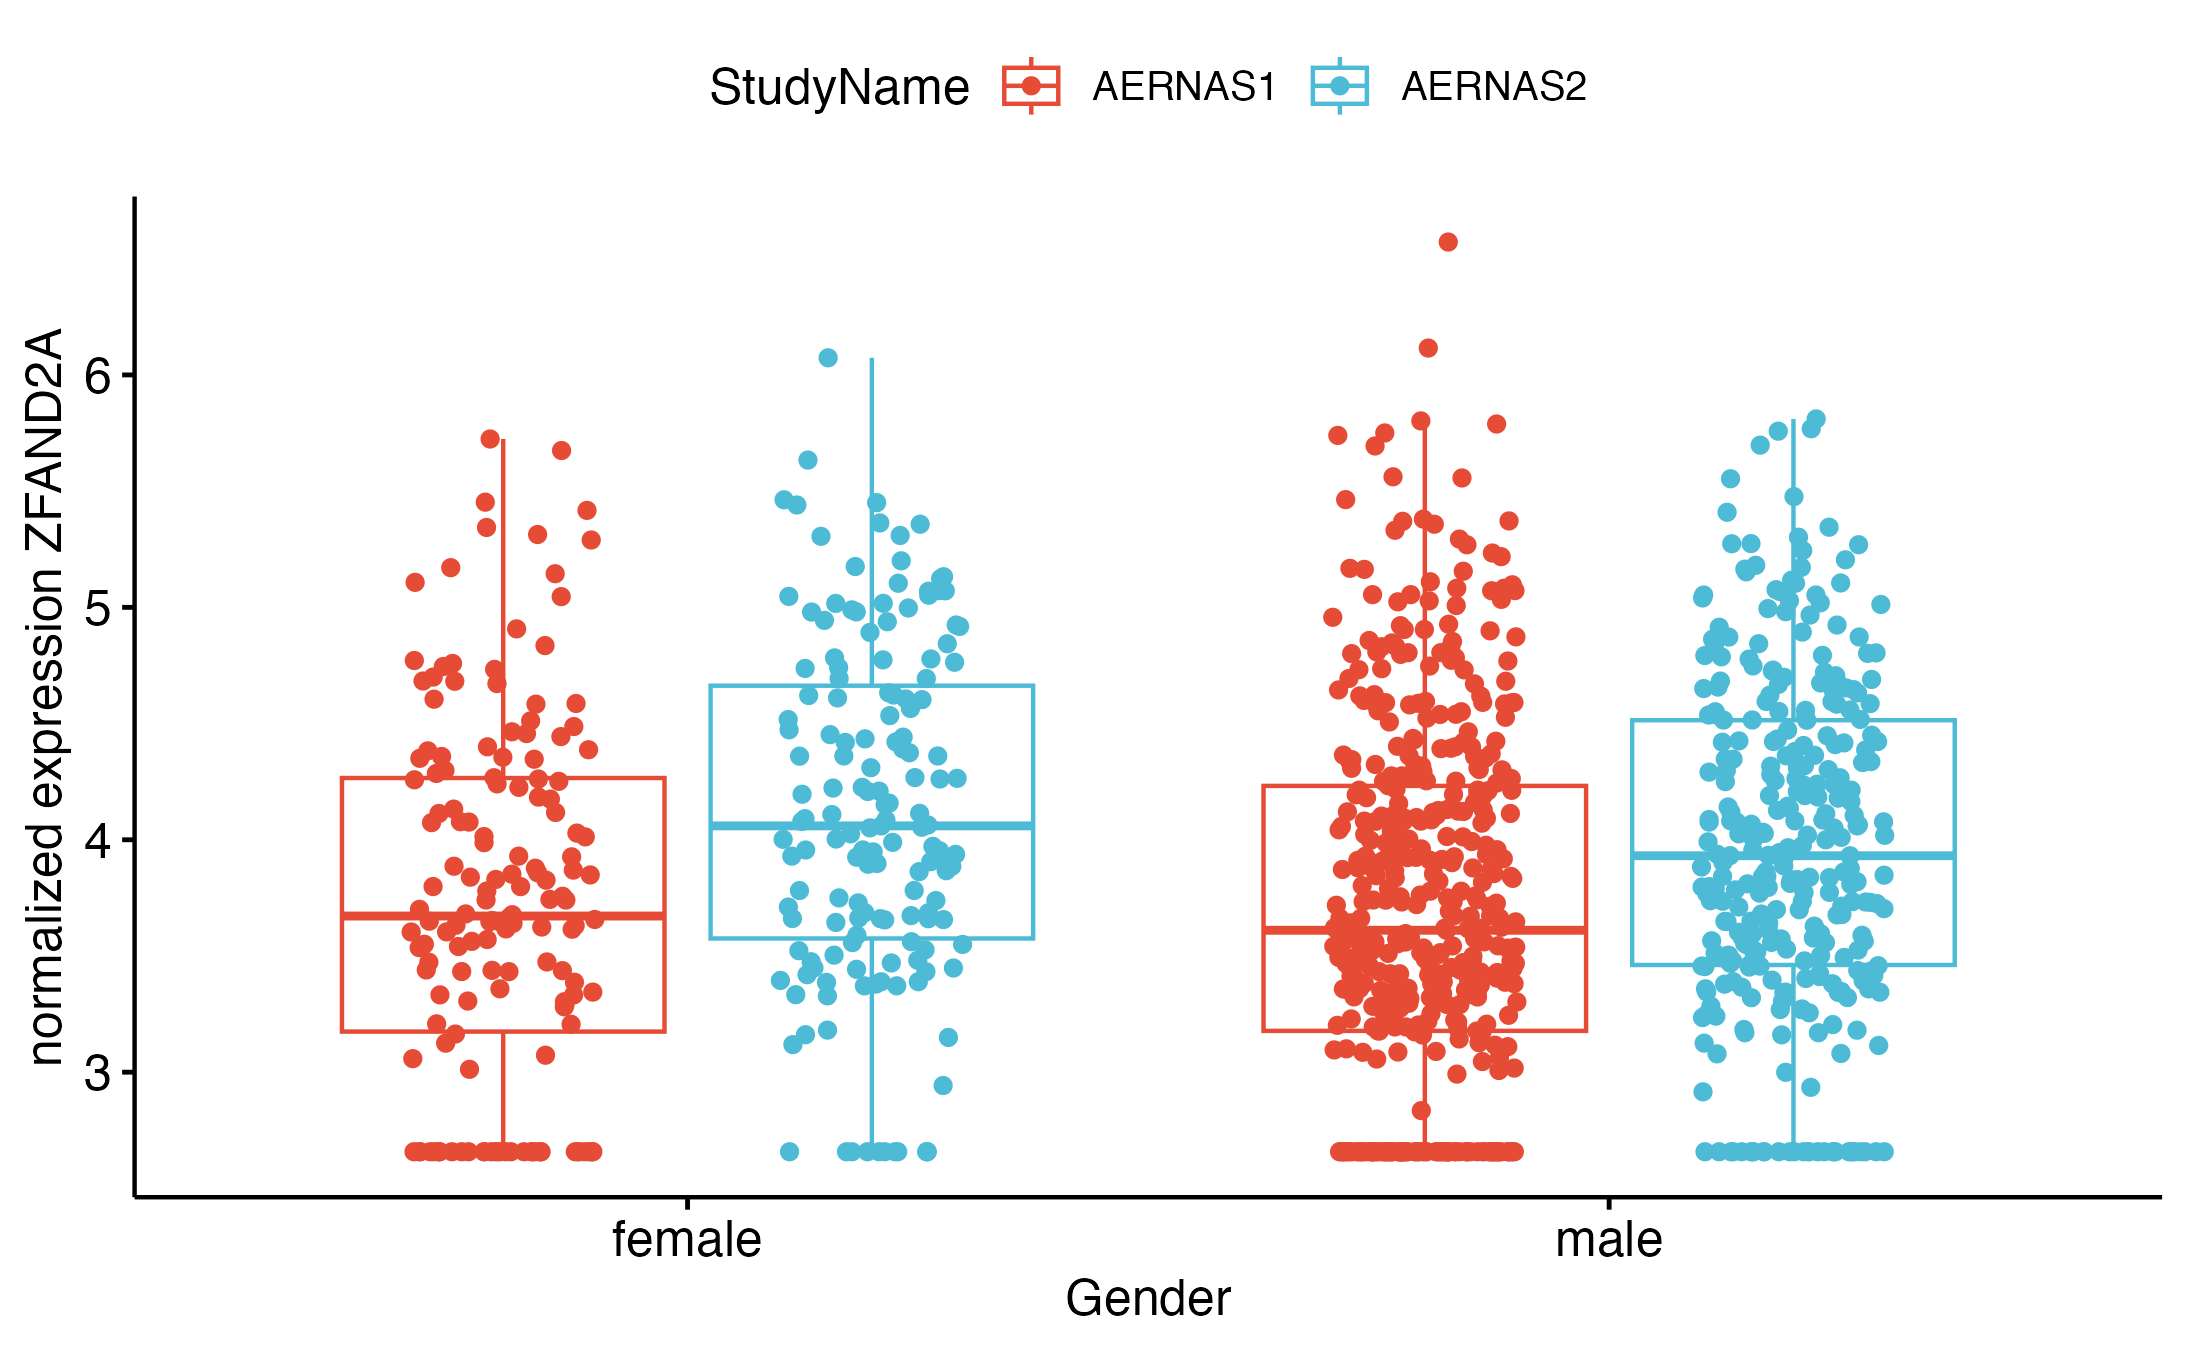 StudyName AERNAS1 AERNAS2
normalized expression ZFAND2A
6
5
4
3
female male
Gender